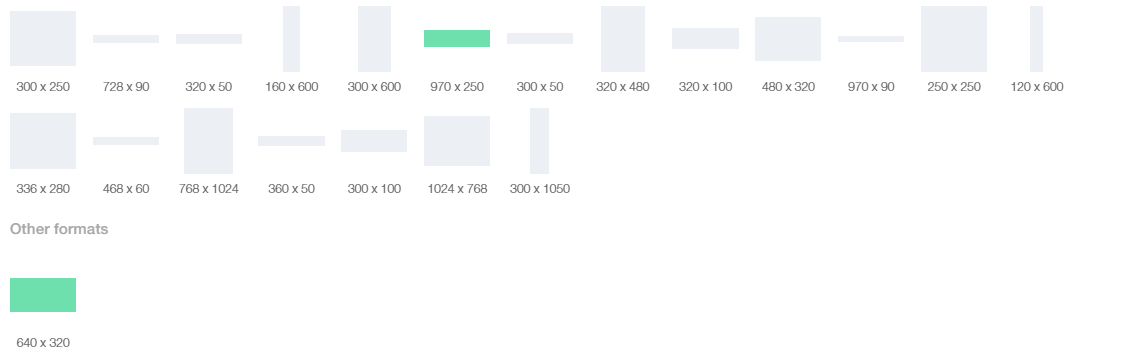 300 x 250 728 x 90 320 x 50 160 x 600 300 x 600 970 x 250 300 x 50 320 x 480 320 x 100 480 x 320 970 x 90 250 x 250 120 x 600
336 x 280 468 x 60 768 x 1024 360 x 50 300 x 100 1024 x 768 300 x 1050
Other formats
640 x 320